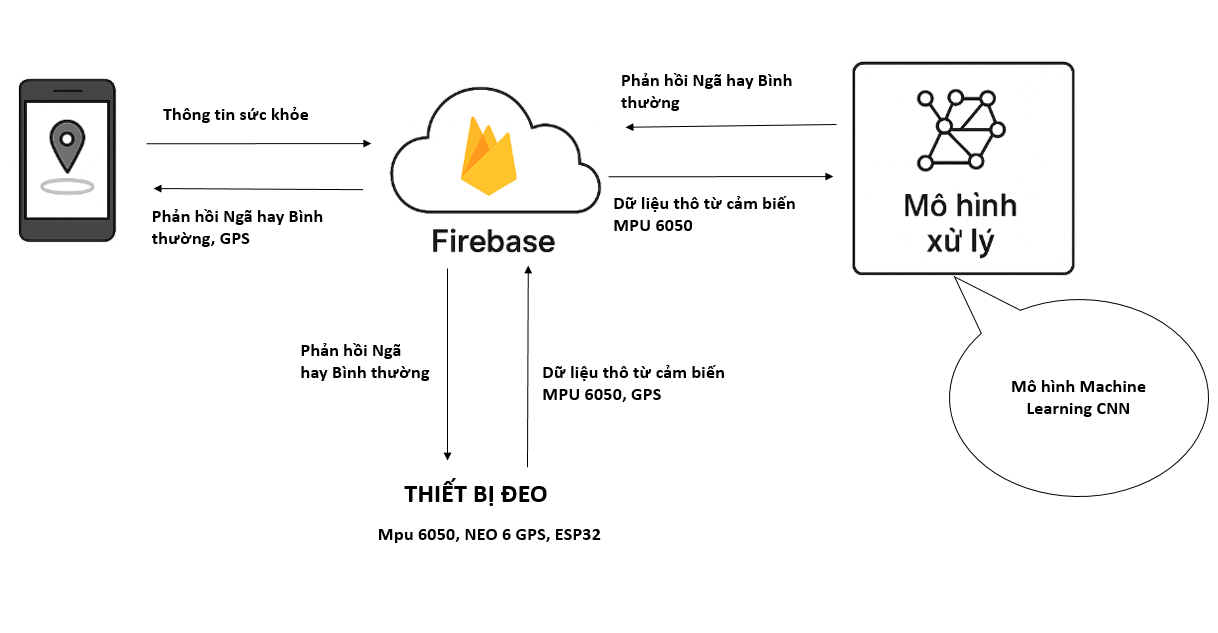 Thông tin sức khỏe
Phản hồi Ngã hay Bình
thường, GPS
Firebase
Phản hồi Ngã hay Bình
thường
Dữ liệu thô từ cảm biến
MPU 6050
Mô hình
xử lý
Phản hồi Ngã
hay Bình thường
Dữ liệu thô từ cảm biến
MPU 6050, GPS
Mô hình Machine
Learning CNN
THIẾT BỊ ĐEO
Mpu 6050, NEO 6 GPS, ESP32